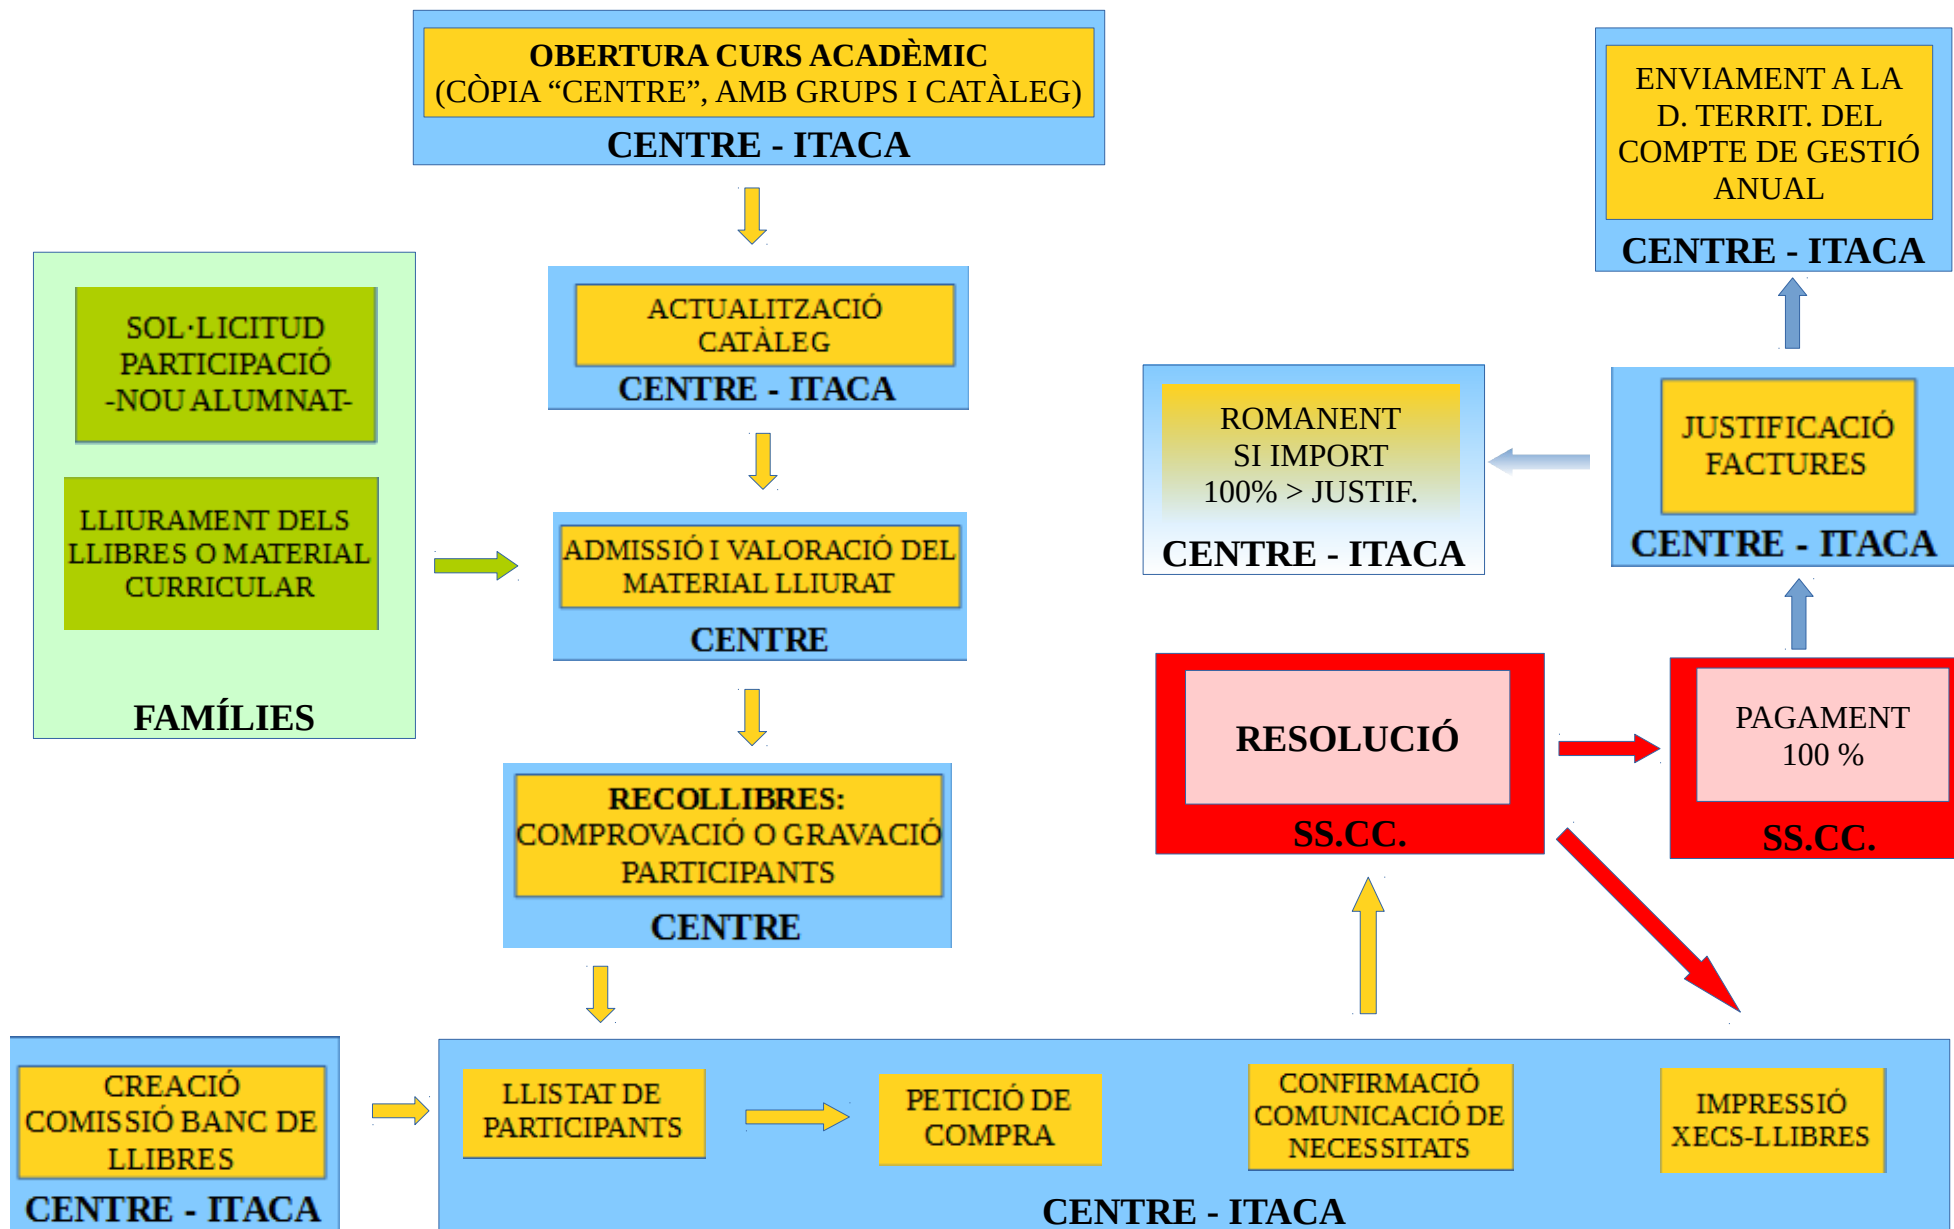 OBERTURA CURS ACADÈMIC
(CÒPIA “CENTRE”, AMB GRUPS I CATÀLEG)
CENTRE - ITACA
ACTUALITZACIÓ
CATÀLEG
CENTRE - ITACA
SOL·LICITUD
PARTICIPACIÓ
-NOU ALUMNAT-
LLIURAMENT DELS
LLIBRES O MATERIAL
CURRICULAR
FAMÍLIES
ADMISSIÓ I VALORACIÓ DEL
MATERIAL LLIURAT
CENTRE
RECOLLIBRES:
COMPROVACIÓ O GRAVACIÓ
PARTICIPANTS
CENTRE
CREACIÓ
COMISSIÓ BANC DE
LLIBRES
CENTRE - ITACA
LLISTAT DE
PARTICIPANTS
PETICIÓ DE
COMPRA
CONFIRMACIÓ
COMUNICACIÓ DE
NECESSITATS
IMPRESSIÓ
XECS-LLIBRES
CENTRE - ITACA
RESOLUCIÓ
SS.CC.
PAGAMENT
100 %
SS.CC.
JUSTIFICACIÓ
FACTURES
CENTRE - ITACA
ROMANENT
SI IMPORT
100% > JUSTIF.
CENTRE - ITACA
ENVIAMENT A LA
D. TERRIT. DEL
COMPTE DE GESTIÓ
ANUAL
CENTRE - ITACA